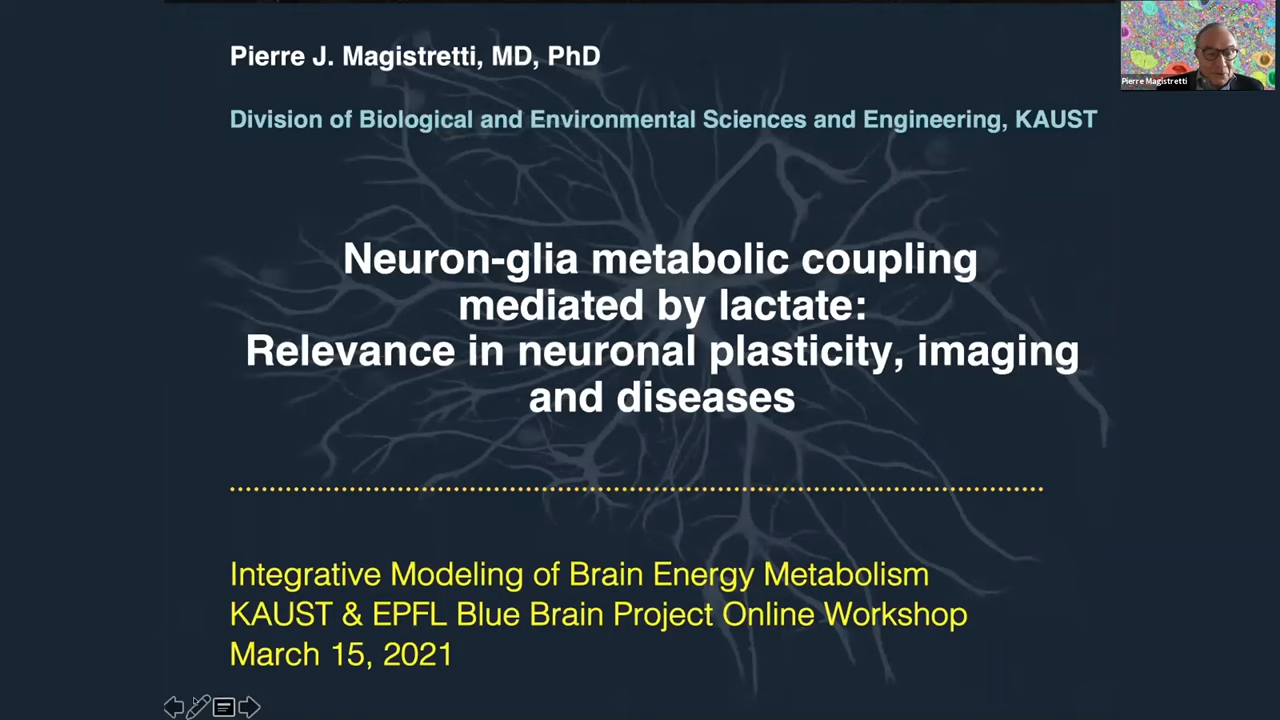 Pierre J. Magistretti, MD, PhD
Pierre Magistretti
Division of Biological and Environmental Sciences and Engineering, KAUST
Neuron-glia metabolic coupling
mediated by lactate:
Relevance in neuronal plasticity, imaging
and diseases
Integrative Modeling of Brain Energy Metabolism
KAUST & EPFL Blue Brain Project Online Workshop
March 15, 2021